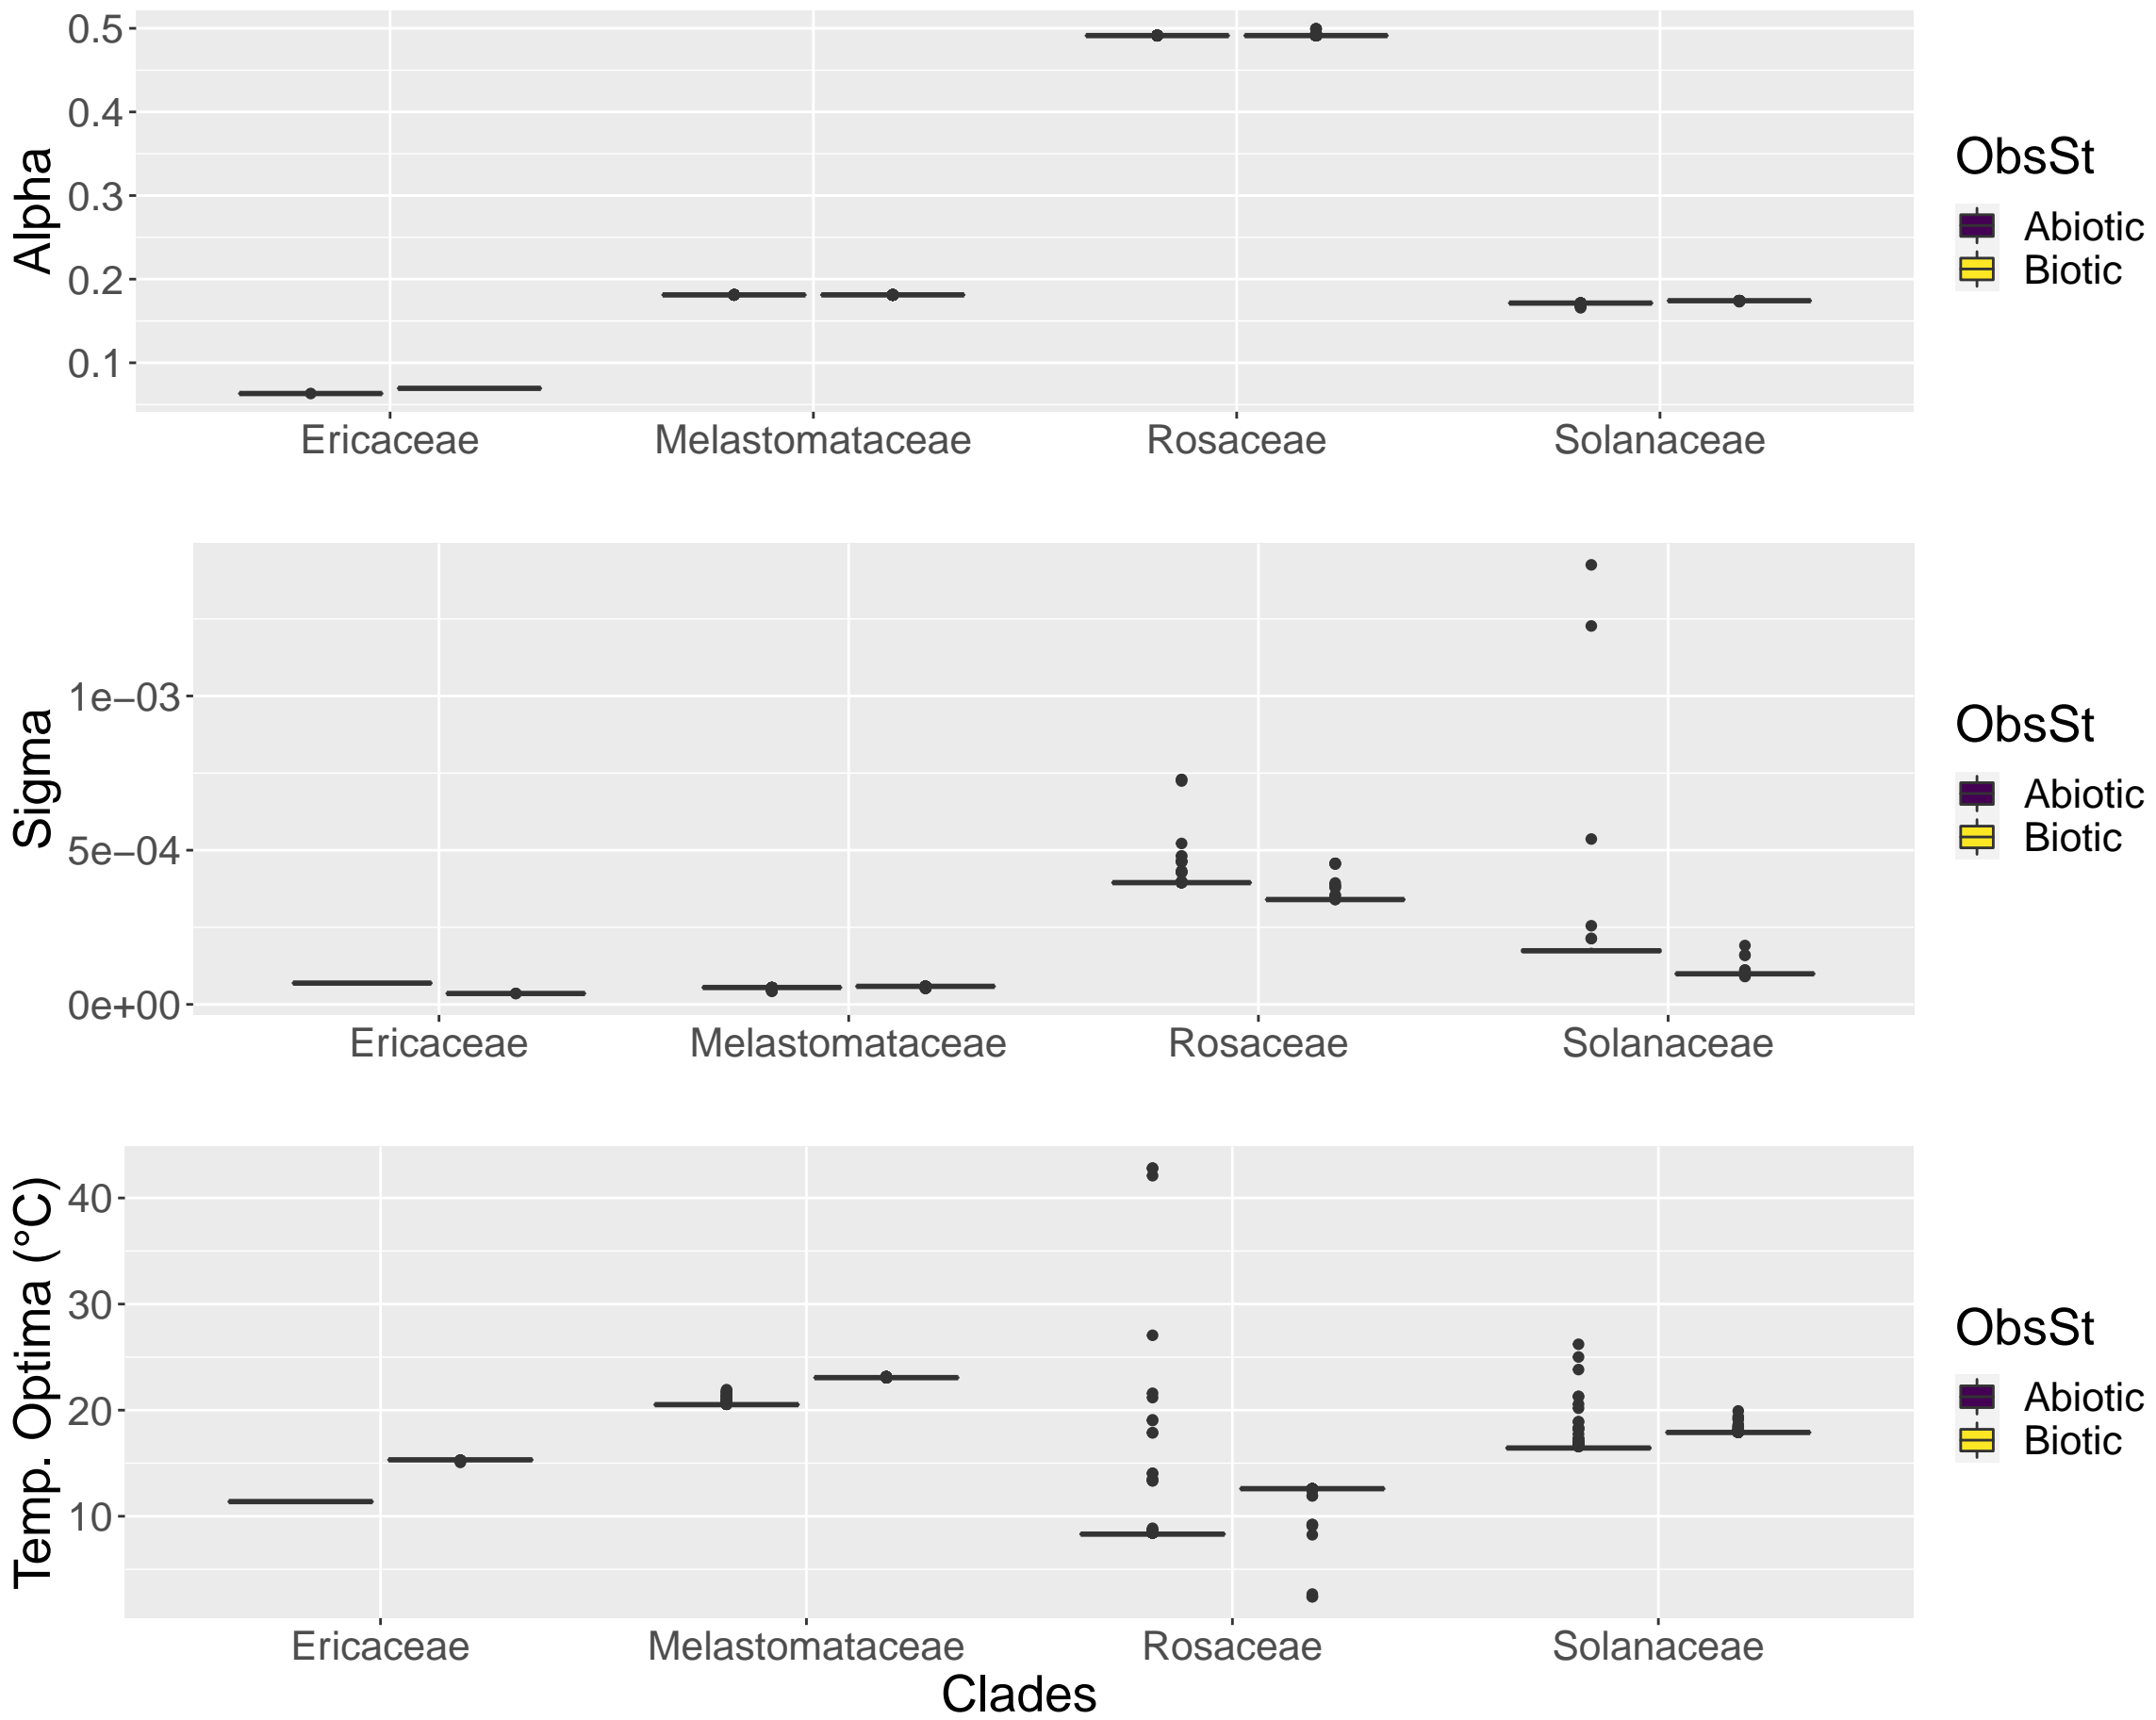 Alpha
0.5
0.4
0.3
0.2
0.1
Ericaceae Melastomataceae Rosaceae Solanaceae
ObsSt
Abiotic
Biotic
Sigma
1e−03
5e−04
0e+00
Ericaceae Melastomataceae Rosaceae Solanaceae
ObsSt
Abiotic
Biotic
Temp. Optima (°C)
40
30
20
10
Ericaceae Melastomataceae Rosaceae Solanaceae
Clades
ObsSt
Abiotic
Biotic